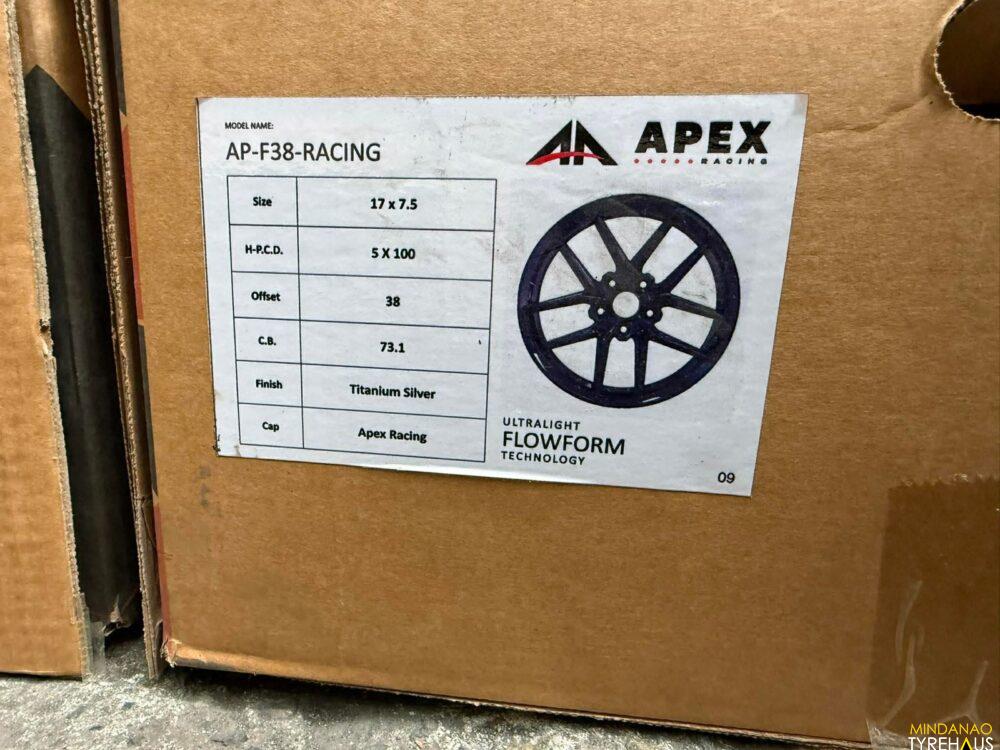 MODEL NAME:
AP-F38-RACING
APEX
RACING
Size 17 x 7.5
H-P.C.D. 5 X 100
Offset 38
C.B. 73.1
Finish Titanium Silver
Cap Apex Racing
ULTRALIGHT
FLOWFORM
TECHNOLOGY
09
MINDANAO
TYREHAUS